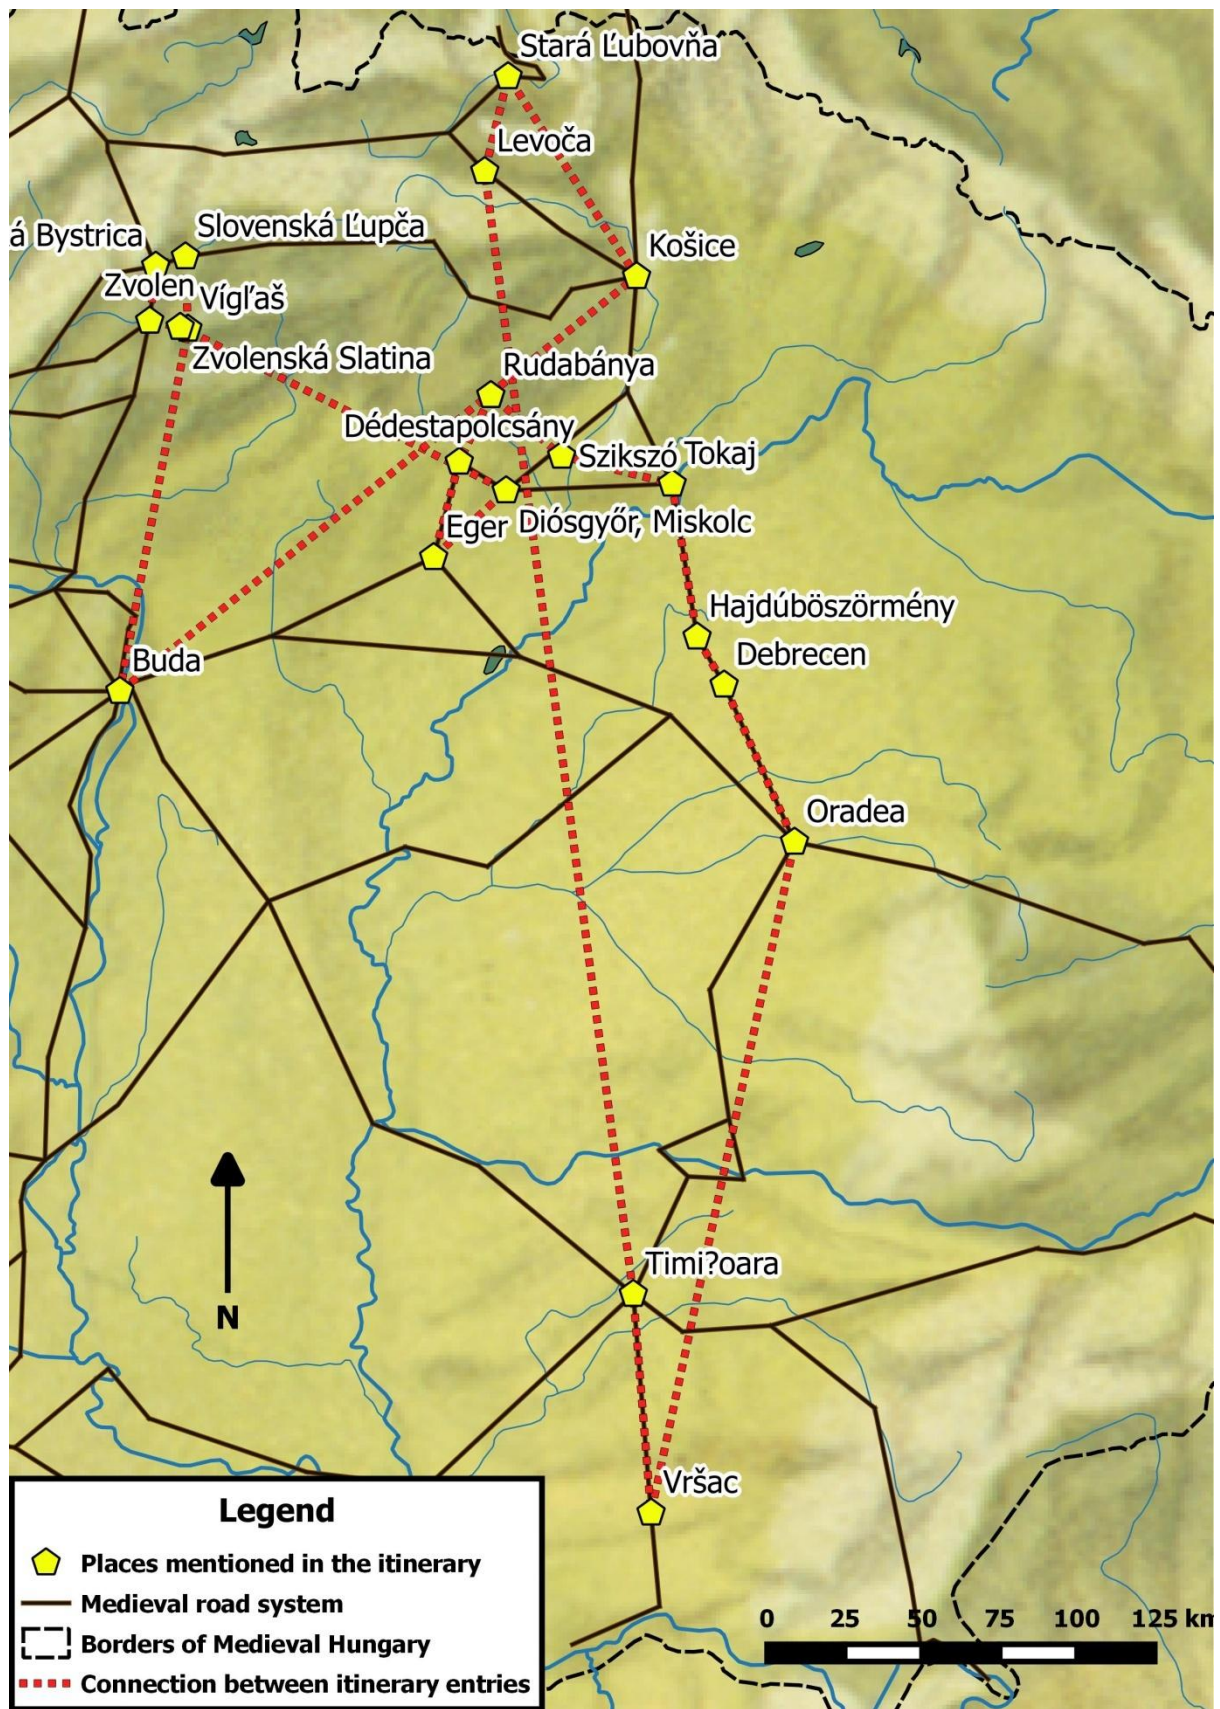 Stará Ľubovňa
Levoča
á Bystrica
Slovenská Ľupča
Košice
Zvolen
Vígľaš
Zvolenská Slatina
Rudabánya
Dédestapolcsány
Szikszó
Tokaj
Eger
Diósgyőr, Miskolc
Hajdúböszörmény
Debrecen
Buda
Oradea
N
Timi?oara
Vršac
Legend
Places mentioned in the itinerary
Medieval road system
Borders of Medieval Hungary
Connection between itinerary entries
0 25 50 75 100 125 km